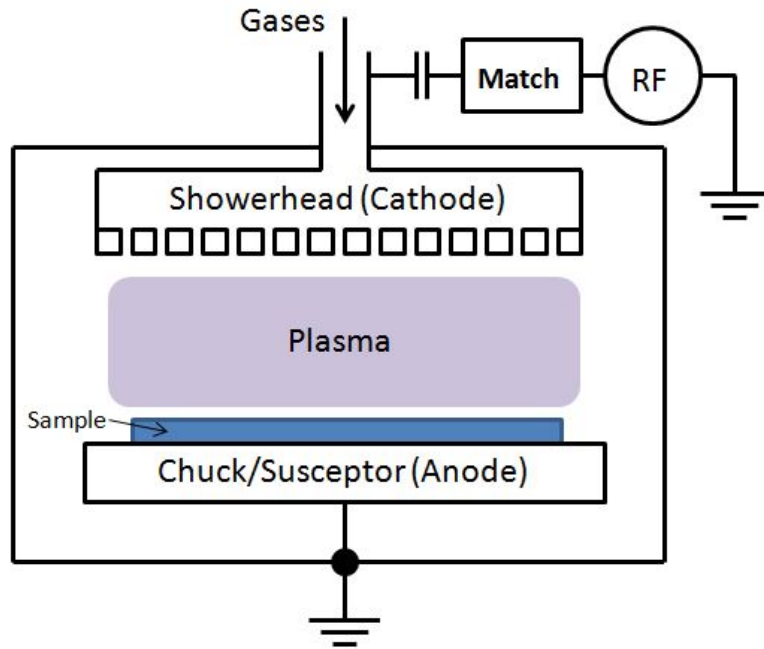 Gases
Match
RF
Showerhead (Cathode)
Plasma
Sample
Chuck/Susceptor (Anode)